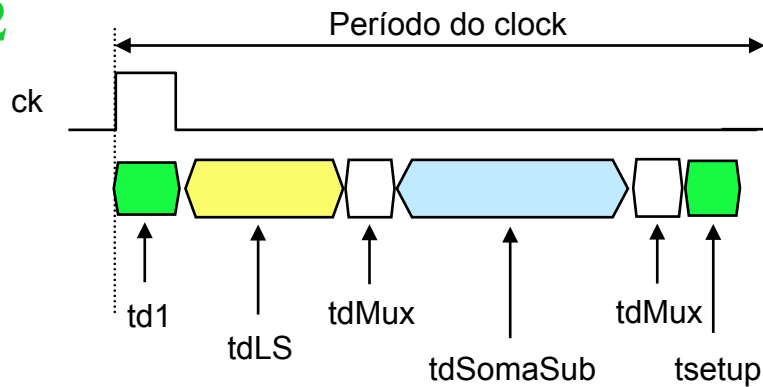 2
Período do clock
ck
td1
tdLS
tdMux
tdSomaSub
tdMux
tsetup